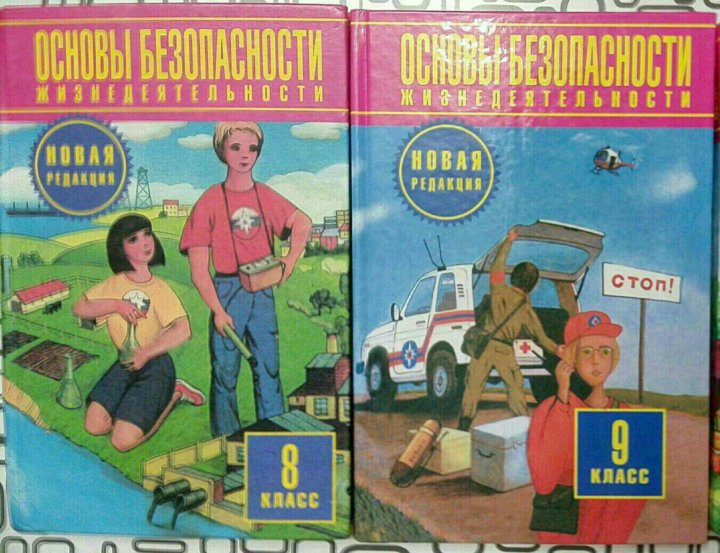 ОСНОВЫ БЕЗОПАСНОСТИ
ЖИЗНЕДЕЯТЕЛЬНОСТИ
НОВАЯ
РЕДАКЦИЯ
8
КЛАСС
ОСНОВЫ БЕЗОПАСНОСТИ
ЖИЗНЕДЕЯТЕЛЬНОСТИ
НОВАЯ
РЕДАКЦИЯ
СТОП!
9
КЛАСС